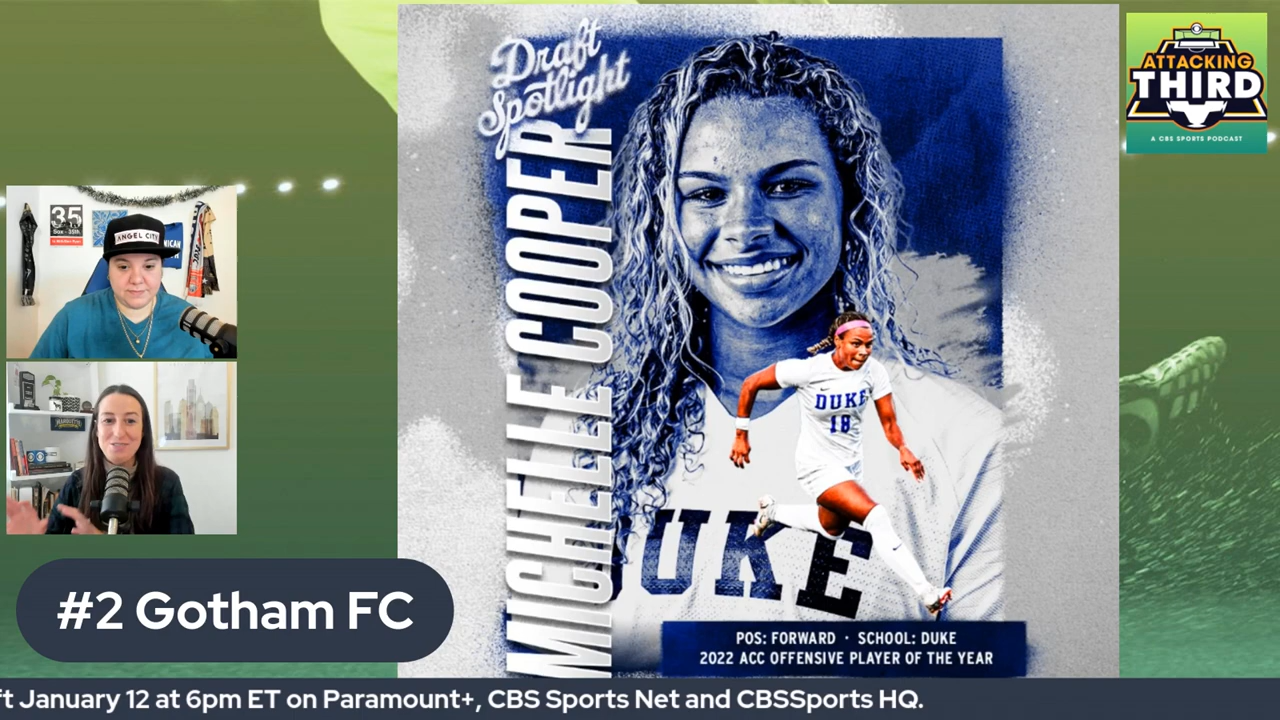 Draft
Spotlight
MICHELLE COOPER
DUKE
18
DUKE
POS: FORWARD · SCHOOL: DUKE
2022 ACC OFFENSIVE PLAYER OF THE YEAR
ATTACKING
THIRD
A CBS SPORTS PODCAST
35
ANGEL CITY
#2 Gotham FC
ft January 12 at 6pm ET on Paramount+, CBS Sports Net and CBSSports HQ.